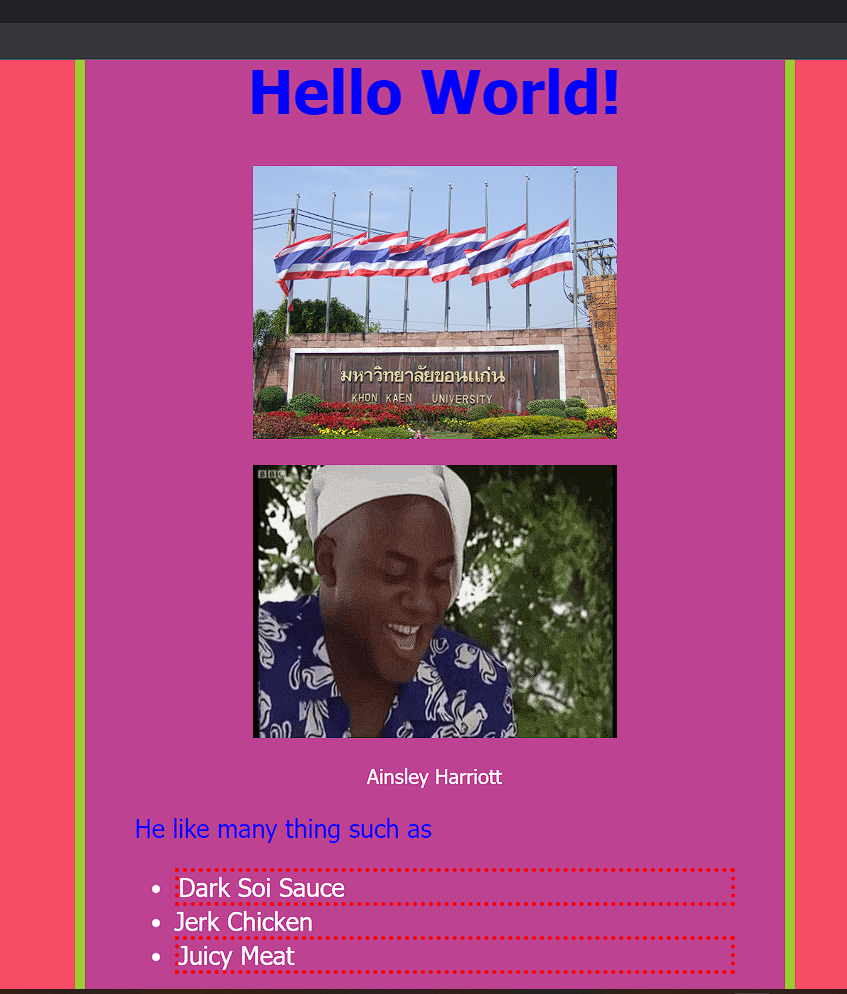 Hello World!
มหาวิทยาลัยขอนแก่น
KHON KAEN UNIVERSITY
BBC
Ainsley Harriott
He like many thing such as
Dark Soi Sauce
Jerk Chicken
Juicy Meat